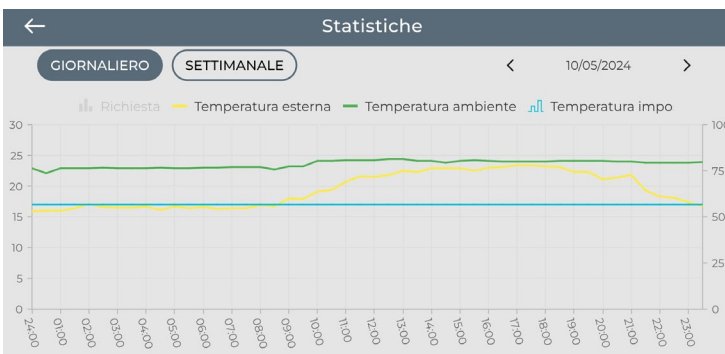 Statistiche
GIORNALIERO SETTIMANALE 10/05/2024
Richiesta Temperatura esterna Temperatura ambiente Temperatura impo
30 100
25
75
20
15 50
10
25
5
0 0
24:00 01:00 02:00 03:00 04:00 05:00 06:00 07:00 08:00 09:00 10:00 11:00 12:00 13:00 14:00 15:00 16:00 17:00 18:00 19:00 20:00 21:00 22:00 23:00